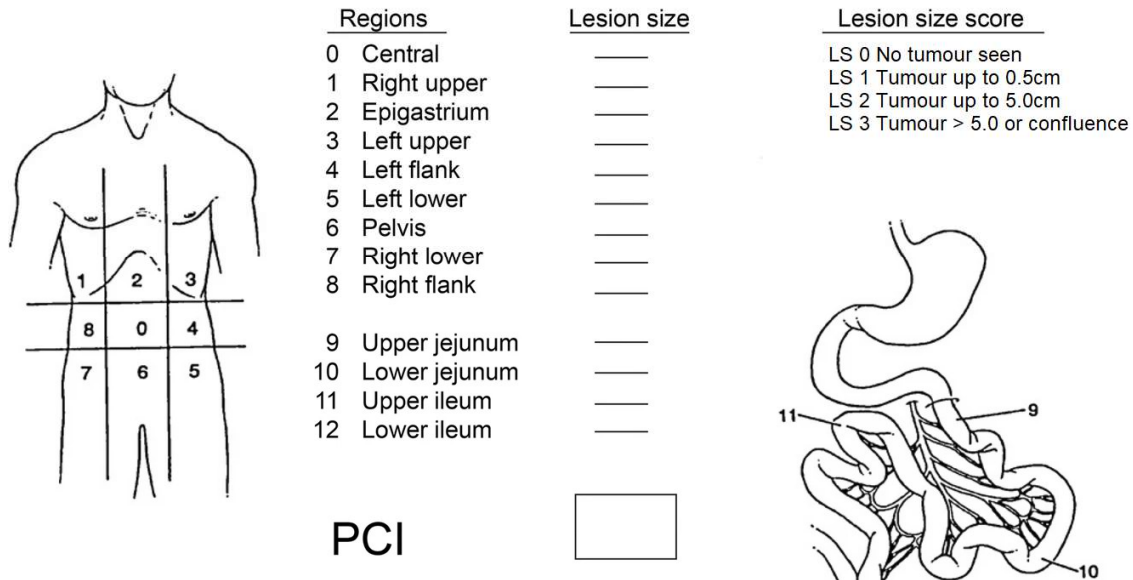 Regions
Lesion size
Lesion size score
0 Central
1 Right upper
2 Epigastrium
3 Left upper
4 Left flank
5 Left lower
6 Pelvis
7 Right lower
8 Right flank
9 Upper jejunum
10 Lower jejunum
11 Upper ileum
12 Lower ileum
LS 0 No tumour seen
LS 1 Tumour up to 0.5cm
LS 2 Tumour up to 5.0cm
LS 3 Tumour > 5.0 or confluence
1 2 3
8 0 4
7 6 5
11
9
10
PCI